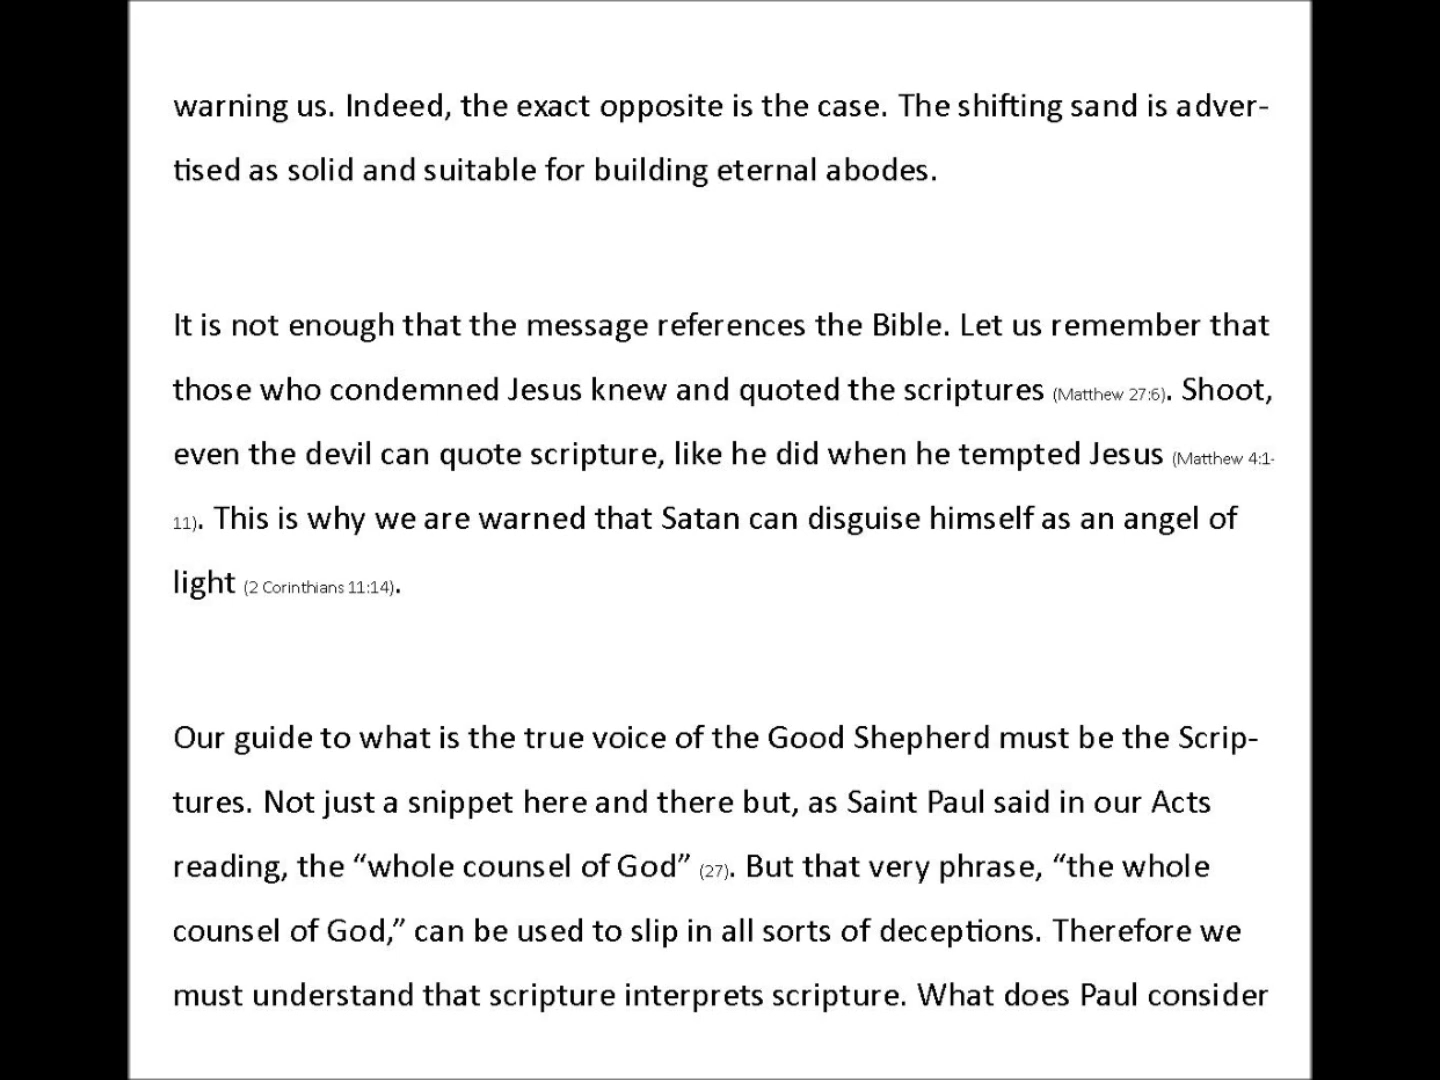 warning us. Indeed, the exact opposite is the case. The shifting sand is adver-
tised as solid and suitable for building eternal abodes.
It is not enough that the message references the Bible. Let us remember that
those who condemned Jesus knew and quoted the scriptures (Matthew 27:6). Shoot,
even the devil can quote scripture, like he did when he tempted Jesus (Matthew 4:1-
11). This is why we are warned that Satan can disguise himself as an angel of
light (2 Corinthians 11:14).
Our guide to what is the true voice of the Good Shepherd must be the Scrip-
tures. Not just a snippet here and there but, as Saint Paul said in our Acts
reading, the “whole counsel of God” (27). But that very phrase, “the whole
counsel of God,” can be used to slip in all sorts of deceptions. Therefore we
must understand that scripture interprets scripture. What does Paul consider